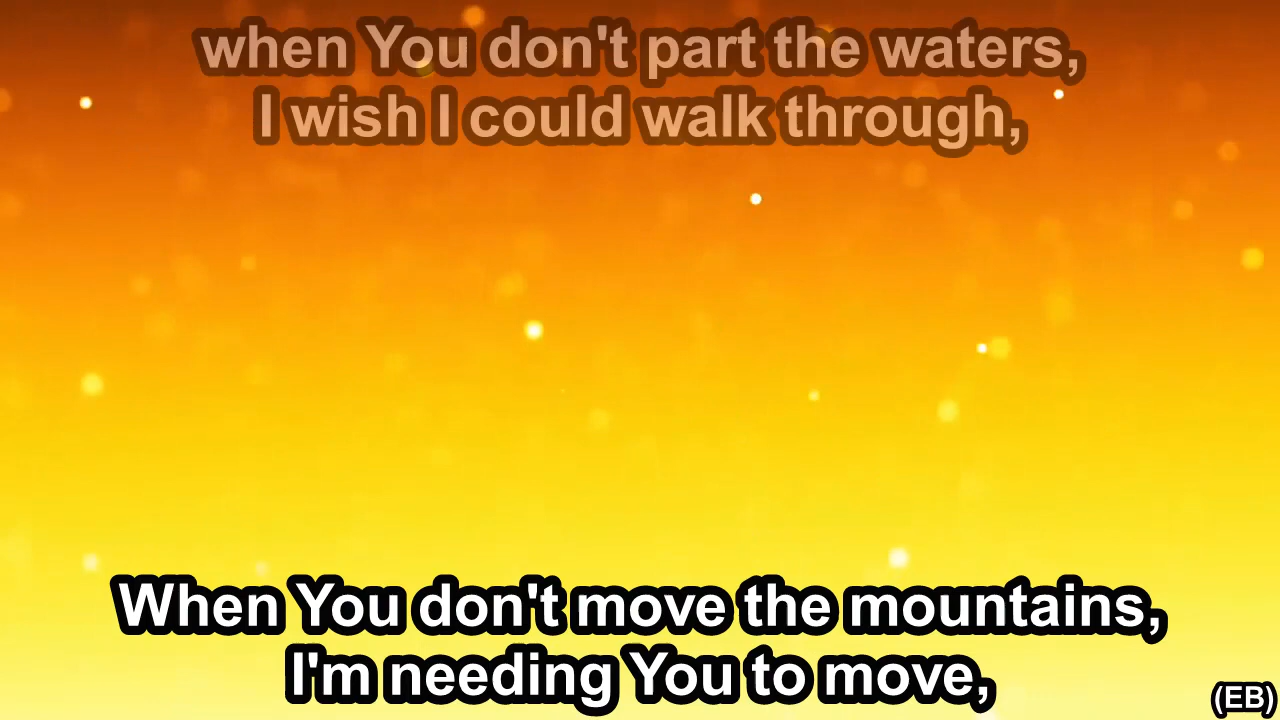 when You don't part the waters,
I wish I could walk through,
When You don't move the mountains,
I'm needing You to move,
(EB)